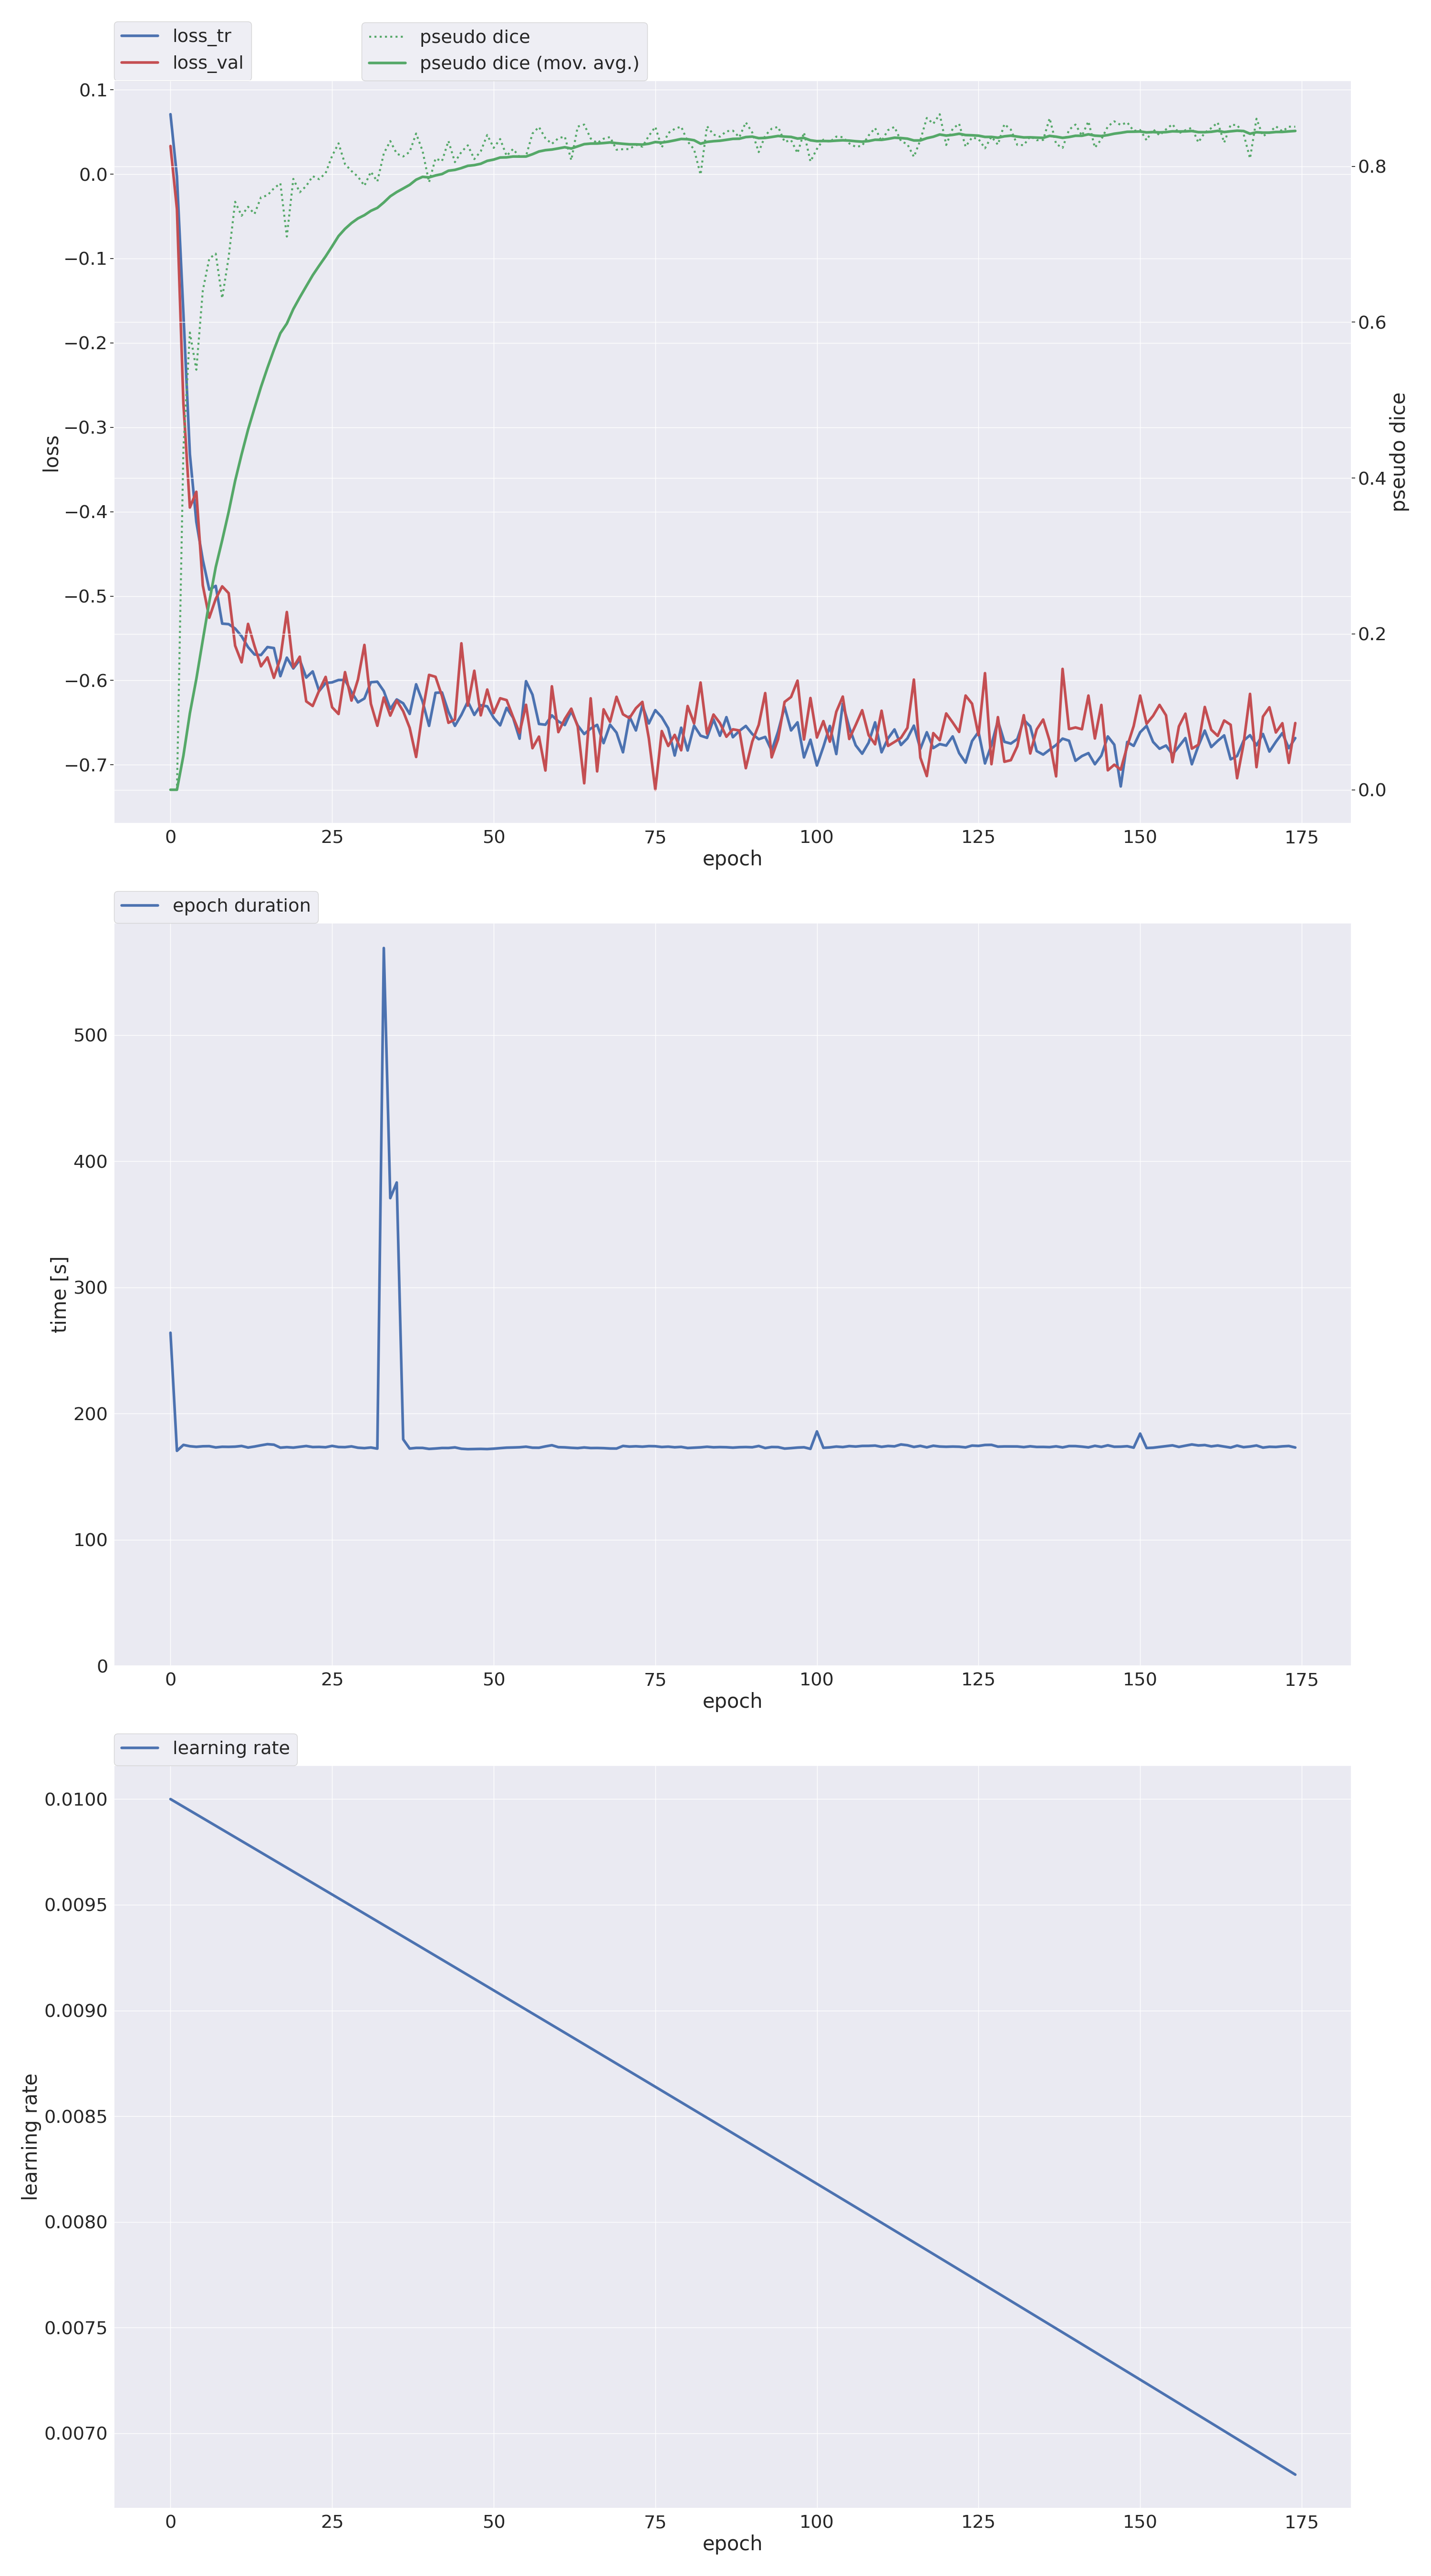 loss_tr
loss_val
pseudo dice
pseudo dice (mov. avg.)
0.1
0.0
−0.1
−0.2
−0.3
−0.4
−0.5
−0.6
−0.7
loss
0.8
0.6
0.4
0.2
0.0
pseudo dice
0 25 50 75 100 125 150 175
epoch
epoch duration
500
400
300
200
100
0
time [s]
0 25 50 75 100 125 150 175
epoch
learning rate
0.0100
0.0095
0.0090
0.0085
0.0080
0.0075
0.0070
learning rate
0 25 50 75 100 125 150 175
epoch